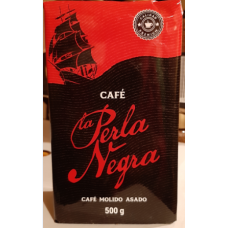 CAFÉ
la Perla
Negra
CAFÉ MOLIDO ASADO
500 g